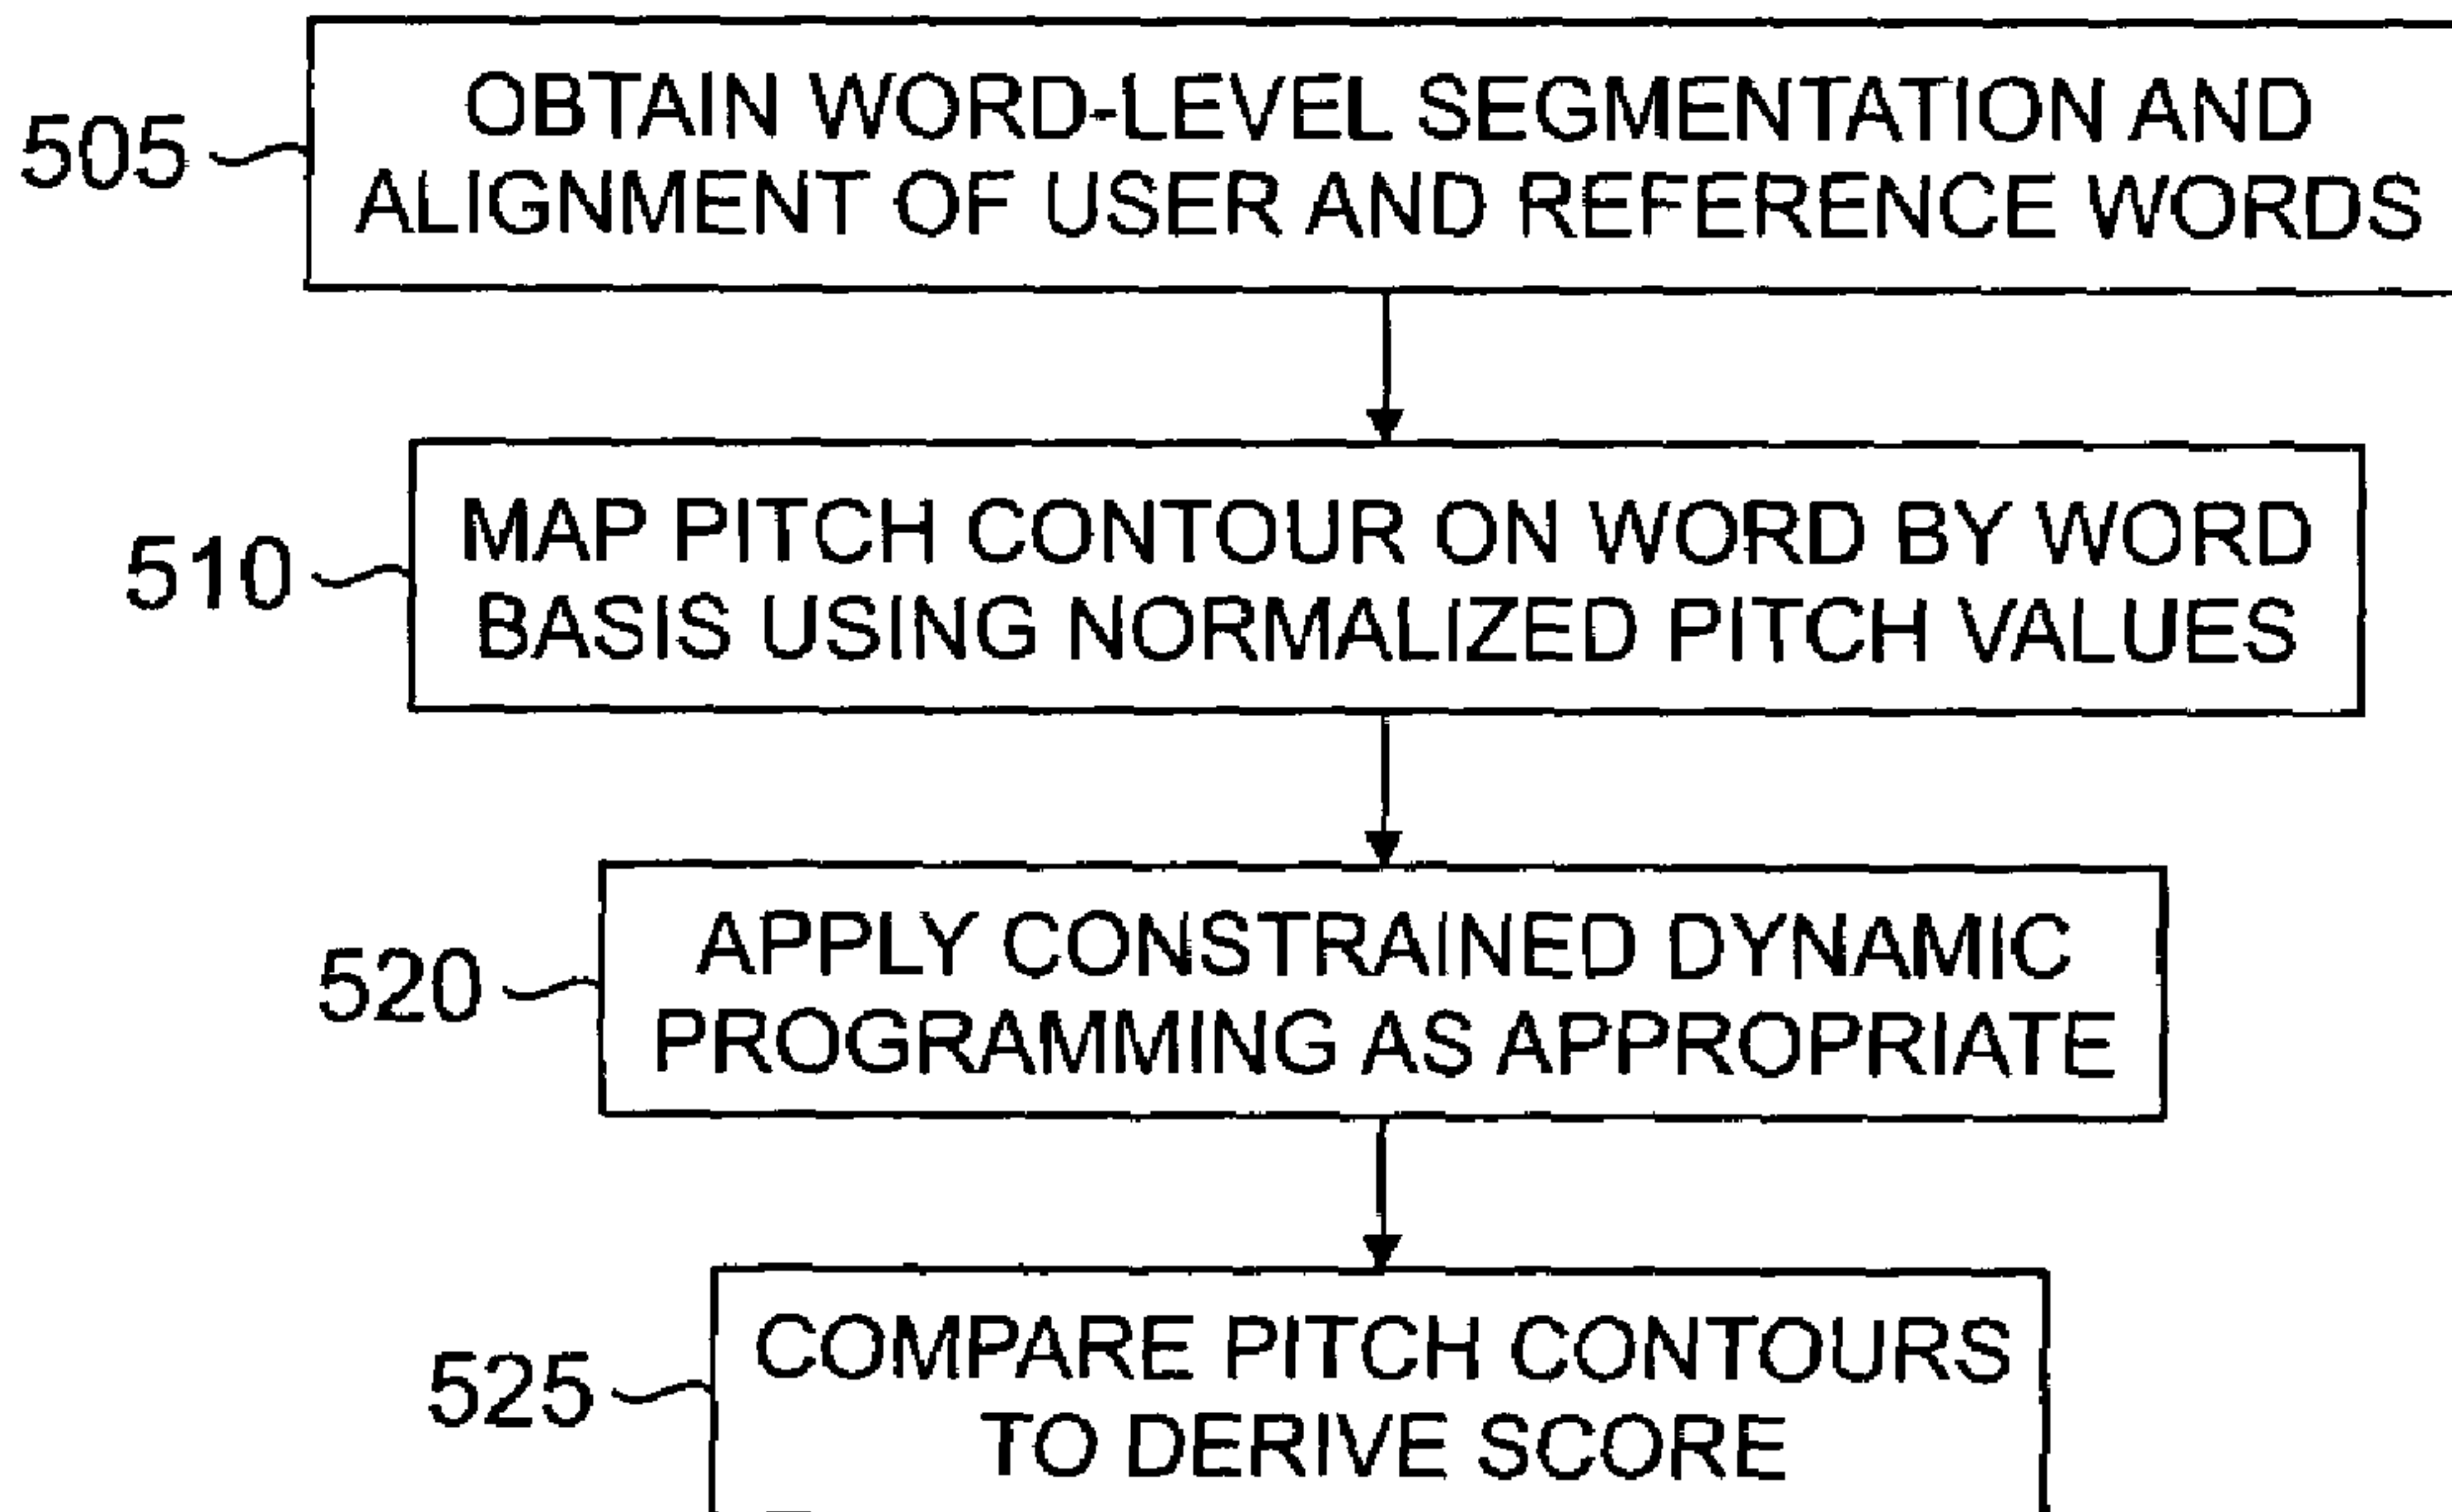 505
OBTAIN WORD-LEVEL SEGMENTATION AND
ALIGNMENT OF USER AND REFERENCE WORDS
510
MAP PITCH CONTOUR ON WORD BY WORD
BASIS USING NORMALIZED PITCH VALUES
520
APPLY CONSTRAINED DYNAMIC
PROGRAMMING AS APPROPRIATE
525
COMPARE PITCH CONTOURS
TO DERIVE SCORE